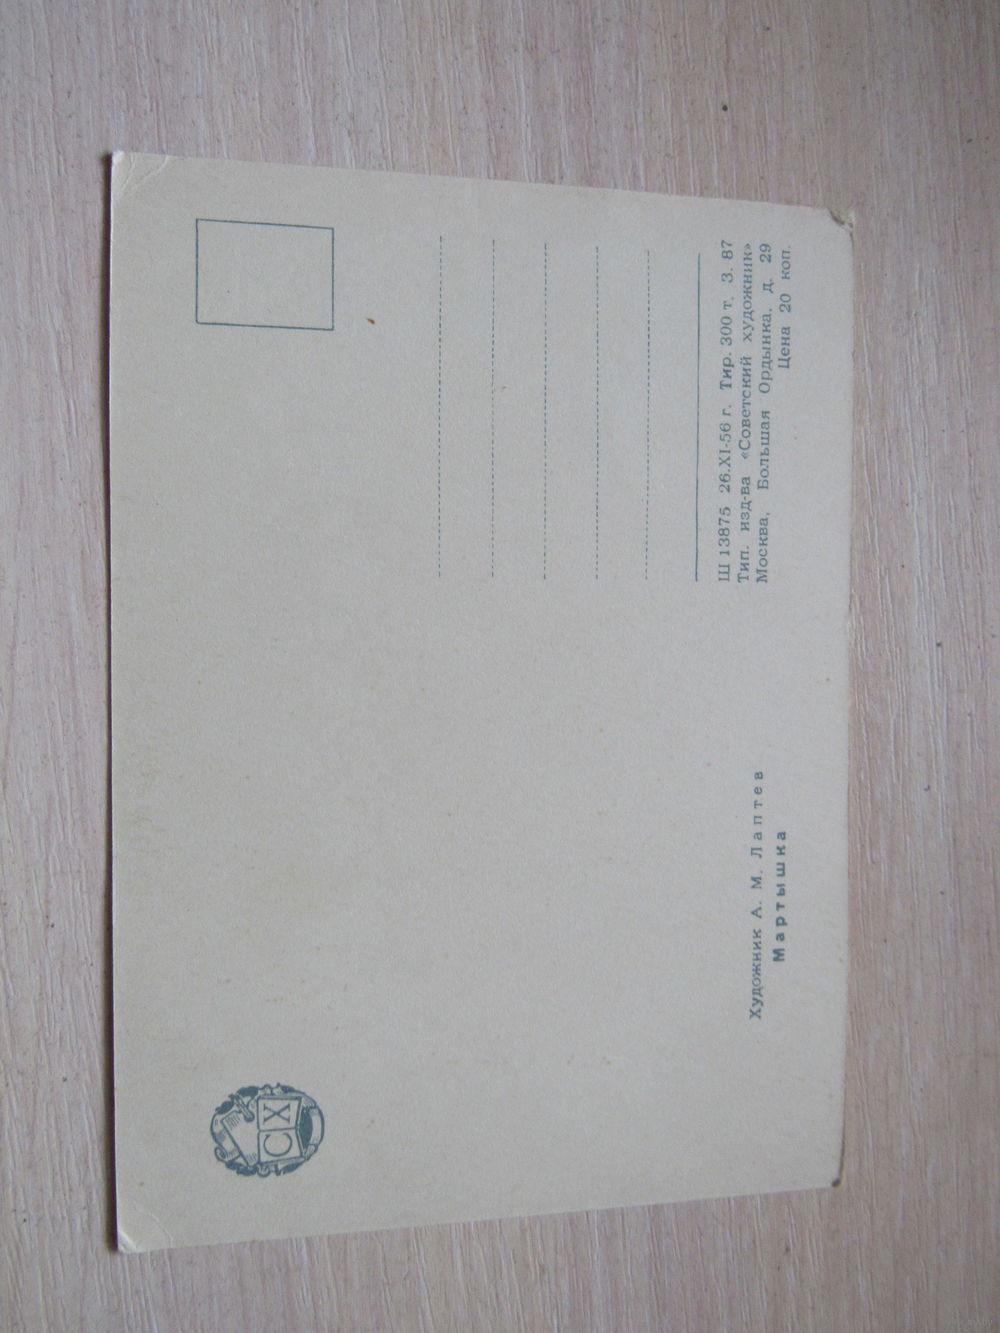 СХ
Художник А. М. Лаптев
Мартышка
Ш 13875 26.XI-56 г. Тир. 300 т. З. 87
Тип. изд-ва «Советский художник»
Москва, Большая Ордынка, д. 29
Цена 20 коп.